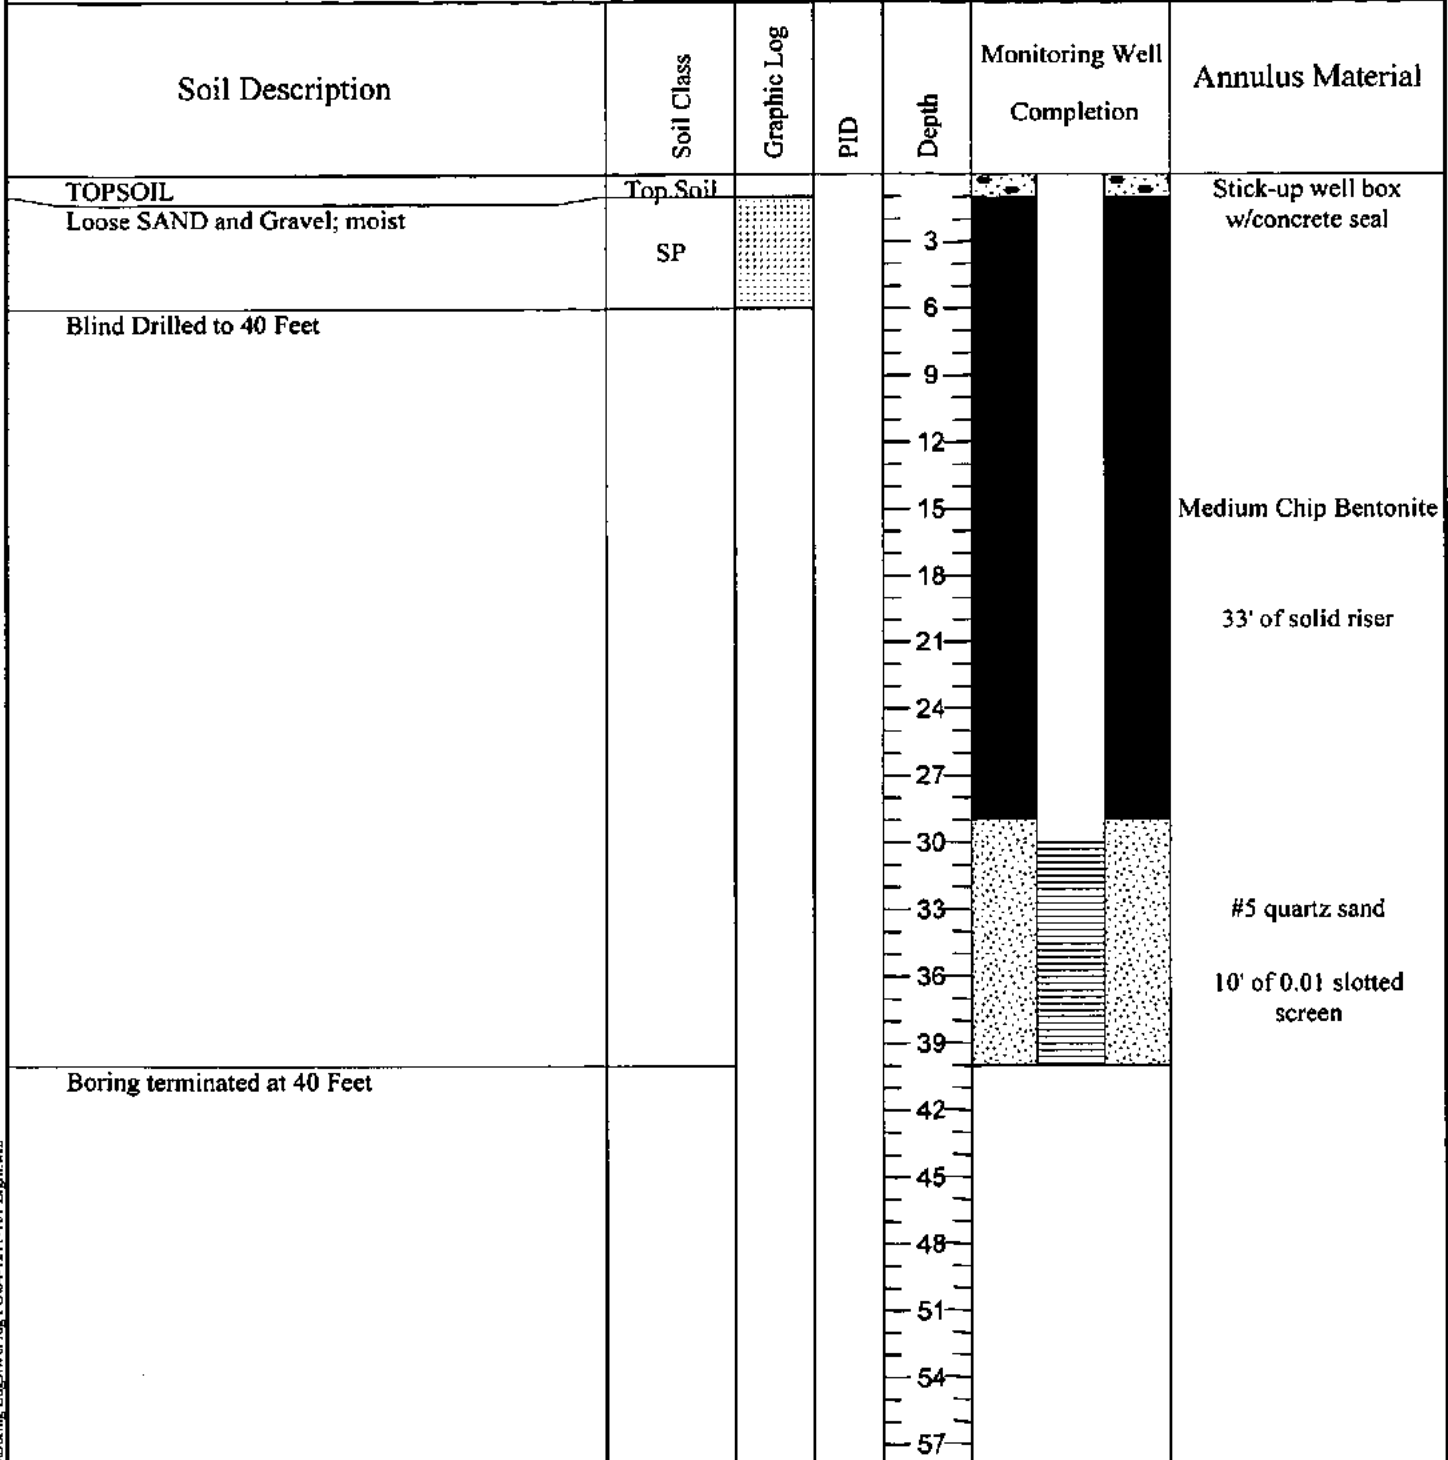 Soil Description
Soil Class
Graphic Log
PID
Depth
Monitoring Well
Completion
Annulus Material
TOPSOIL
Top Soil
Stick-up well box
w/concrete seal
Loose SAND and Gravel; moist
SP
3
6
Blind Drilled to 40 Feet
9
12
15
Medium Chip Bentonite
18
33' of solid riser
21
24
27
30
33
#5 quartz sand
36
10' of 0.01 slotted
screen
39
Boring terminated at 40 Feet
42
45
48
51
54
57